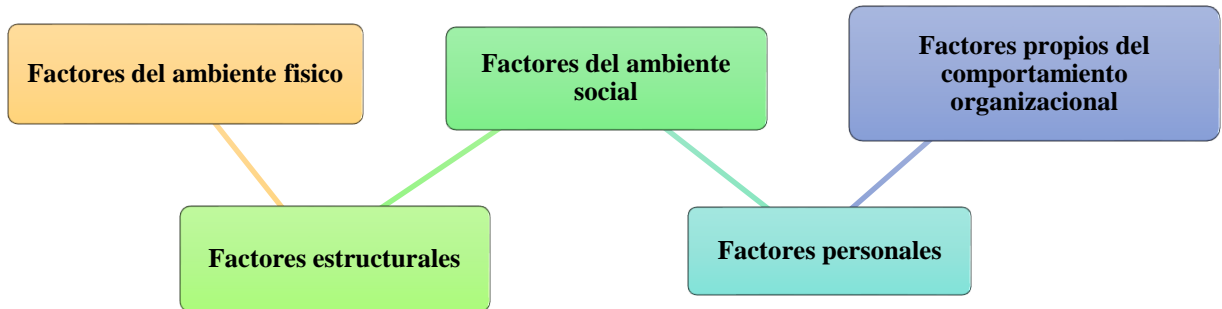 Factores del ambiente fisico
Factores del ambiente
social
Factores propios del
comportamiento
organizacional
Factores estructurales
Factores personales